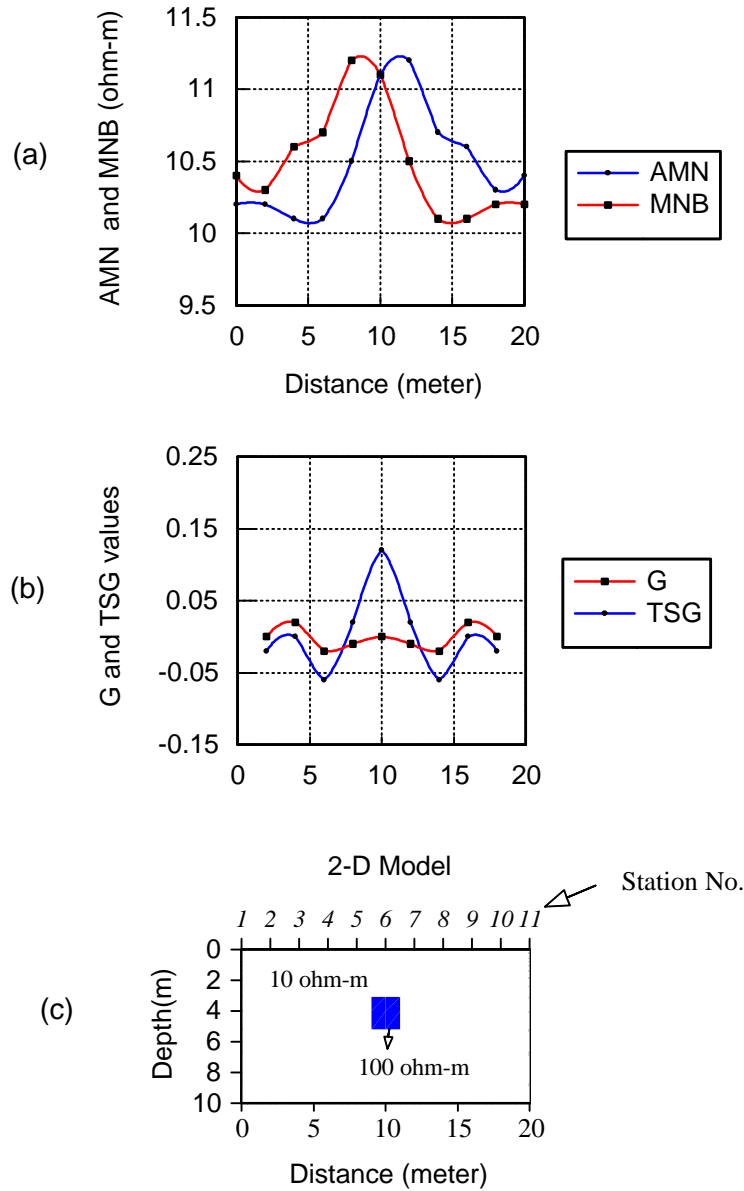 (a)
AMN and MNB (ohm-m)
11.5
11
10.5
10
9.5
0 5 10 15 20
Distance (meter)
AMN
MNB
(b)
G and TSG values
0.25
0.15
0.05
-0.05
-0.15
0 5 10 15 20
G
TSG
2-D Model
Station No.
1 2 3 4 5 6 7 8 9 10 11
(c)
Depth(m)
0
2
4
6
8
10
10 ohm-m
100 ohm-m
0 5 10 15 20
Distance (meter)